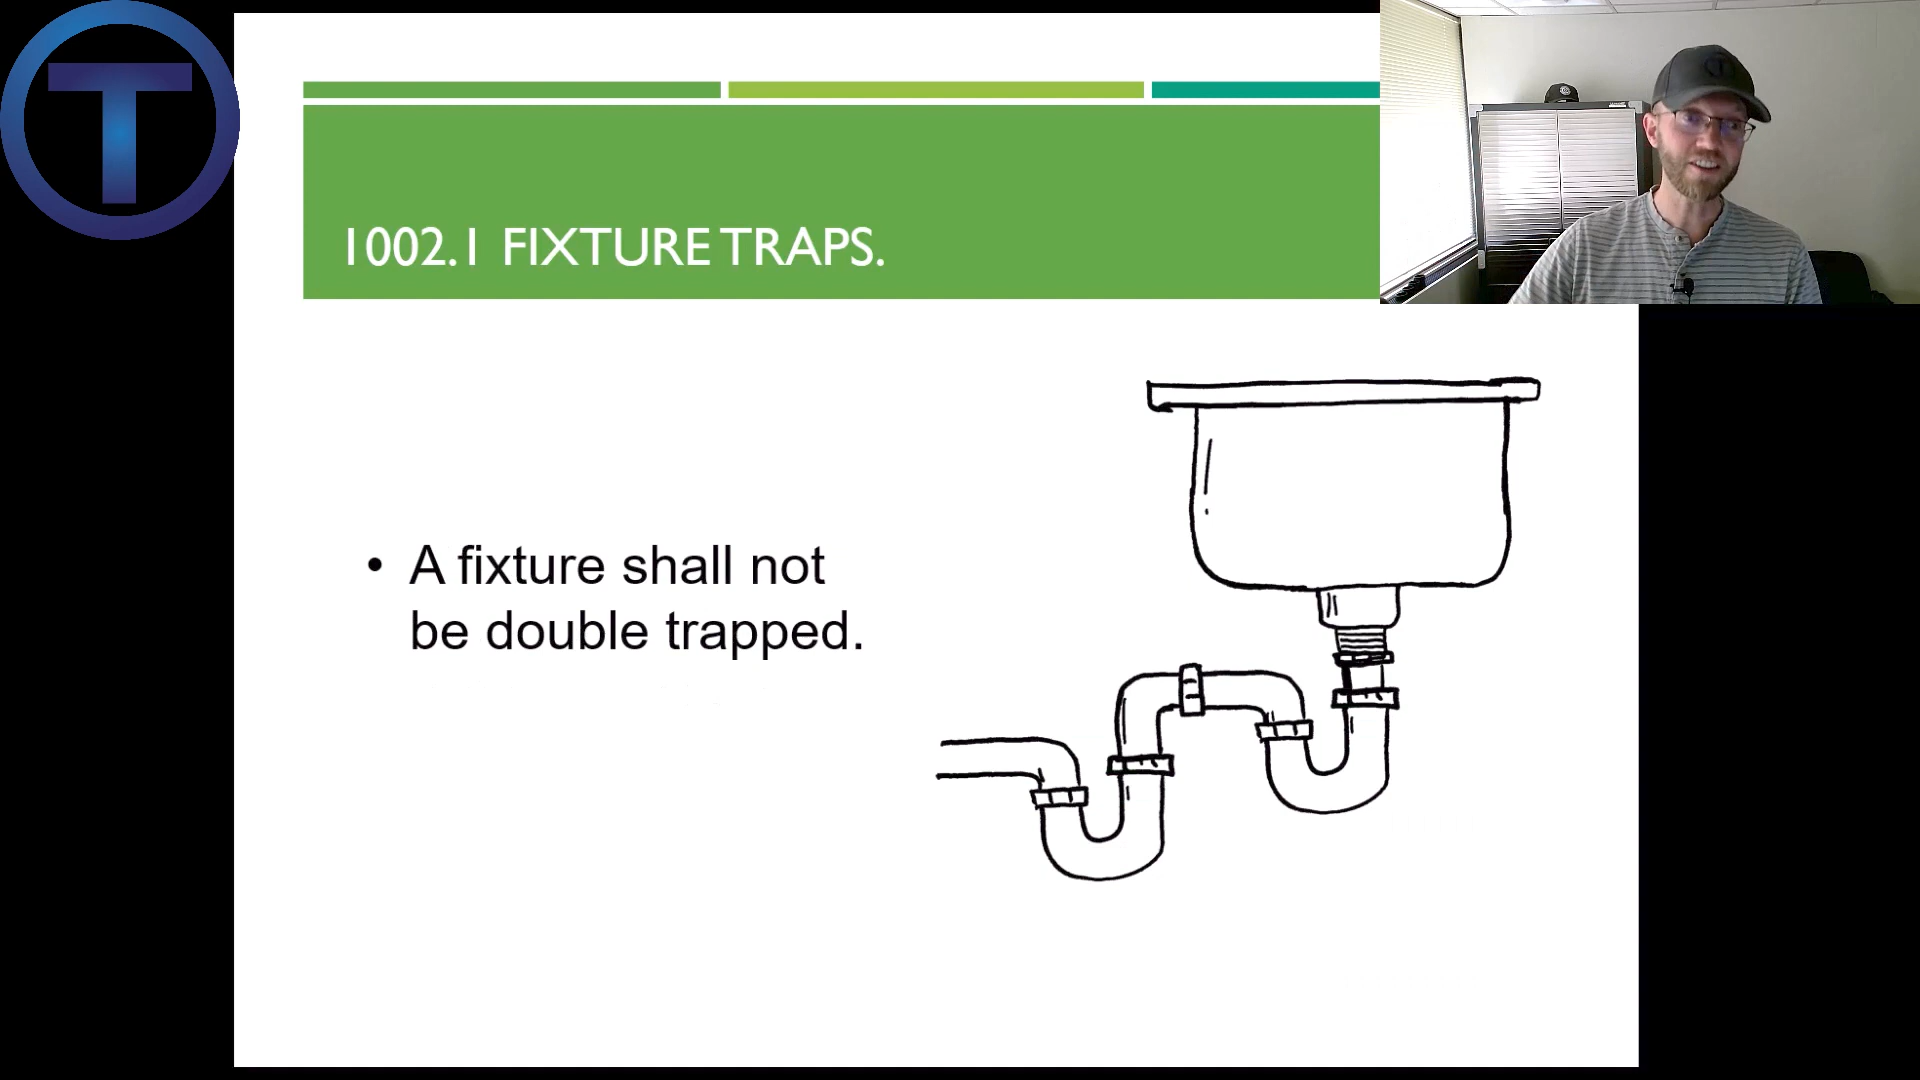 T
1002.1 FIXTURE TRAPS.
• A fixture shall not
be double trapped.